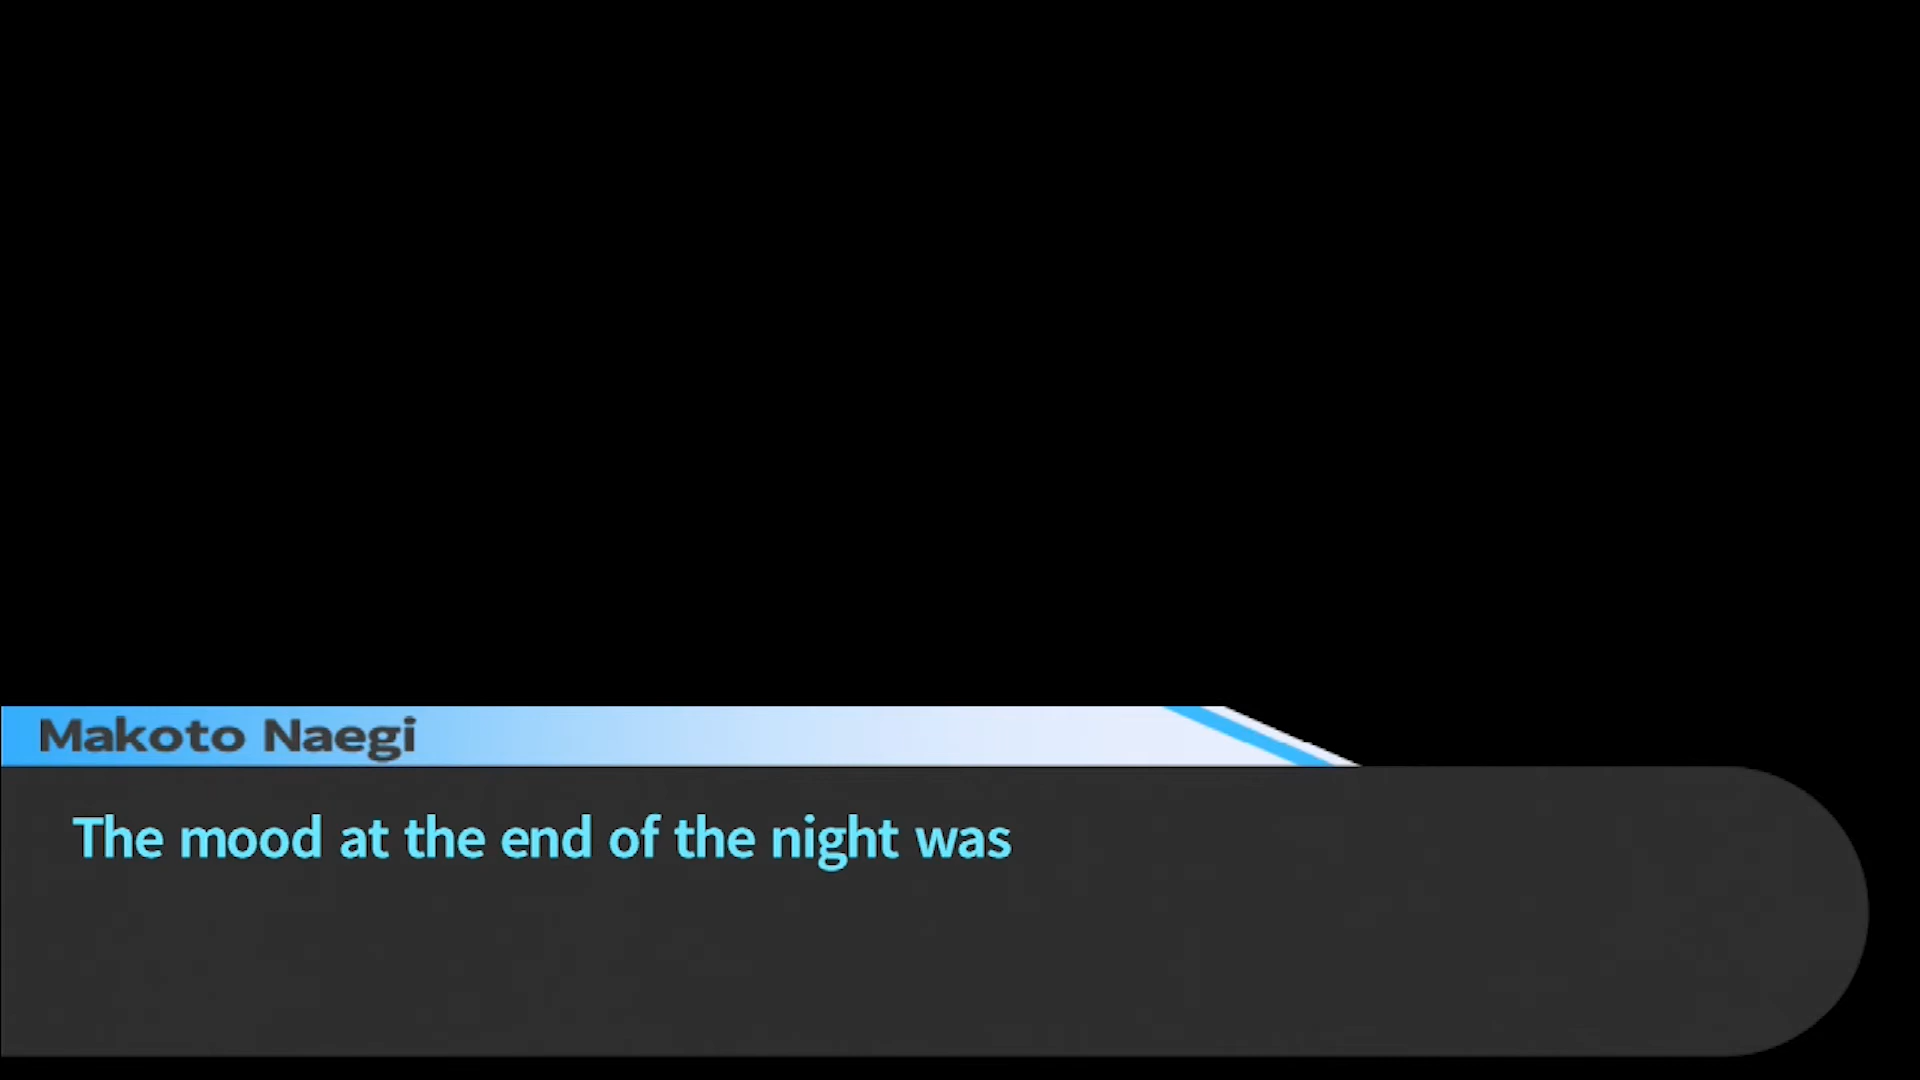 Makoto Naegi
The mood at the end of the night was